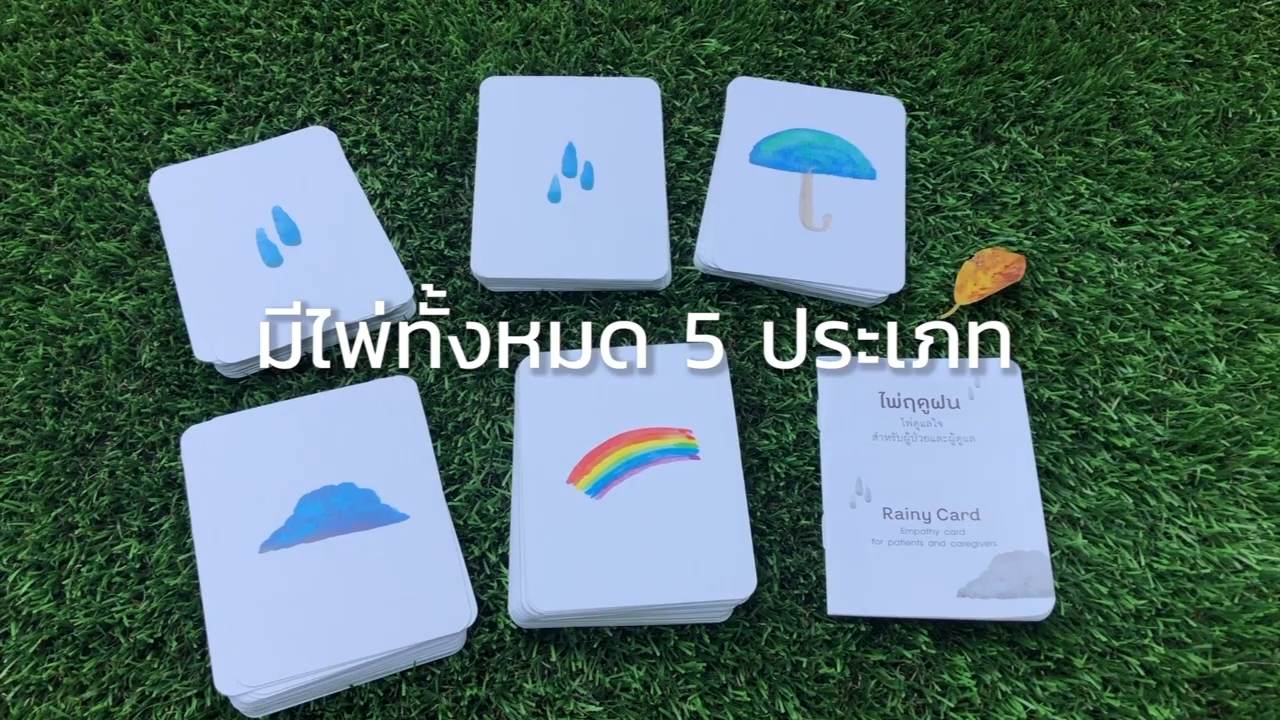 มีไพ่ทั้งหมด 5 ประเภท
ไพ่ฤดูฝน
ไพ่ดูแลใจ
สำหรับผู้ป่วยและผู้ดูแล
Rainy Card
Empathy card
for patients and caregivers